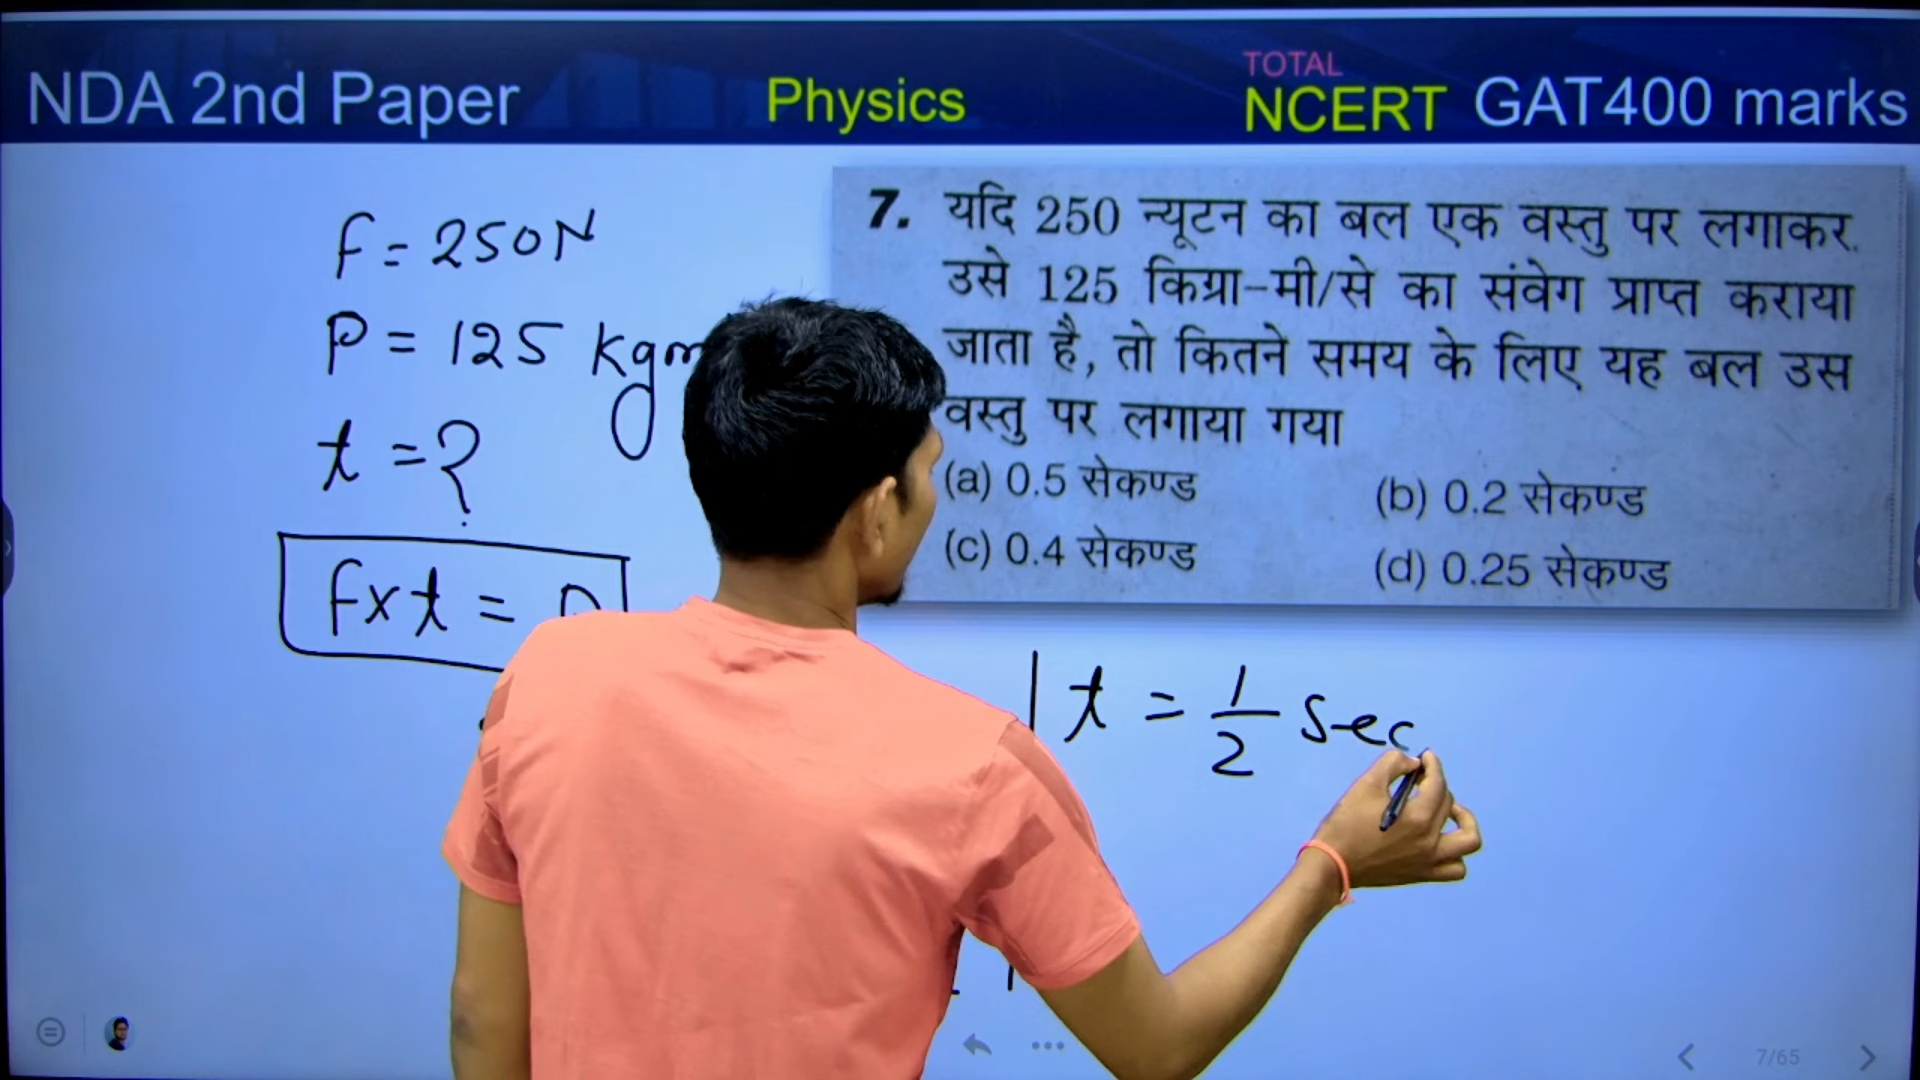 NDA 2nd Paper
Physics
TOTAL
NCERT GAT400 marks
F = 250N
P = 125 kgm
t = ?
F×t =
7. यदि 250 न्यूटन का बल एक वस्तु पर लगाकर
उसे 125 किग्रा-मी/से का संवेग प्राप्त कराया
जाता है, तो कितने समय के लिए यह बल उस
वस्तु पर लगाया गया
(a) 0.5 सेकण्ड
(b) 0.2 सेकण्ड
(c) 0.4 सेकण्ड
(d) 0.25 सेकण्ड
t = 1/2 sec
7/65